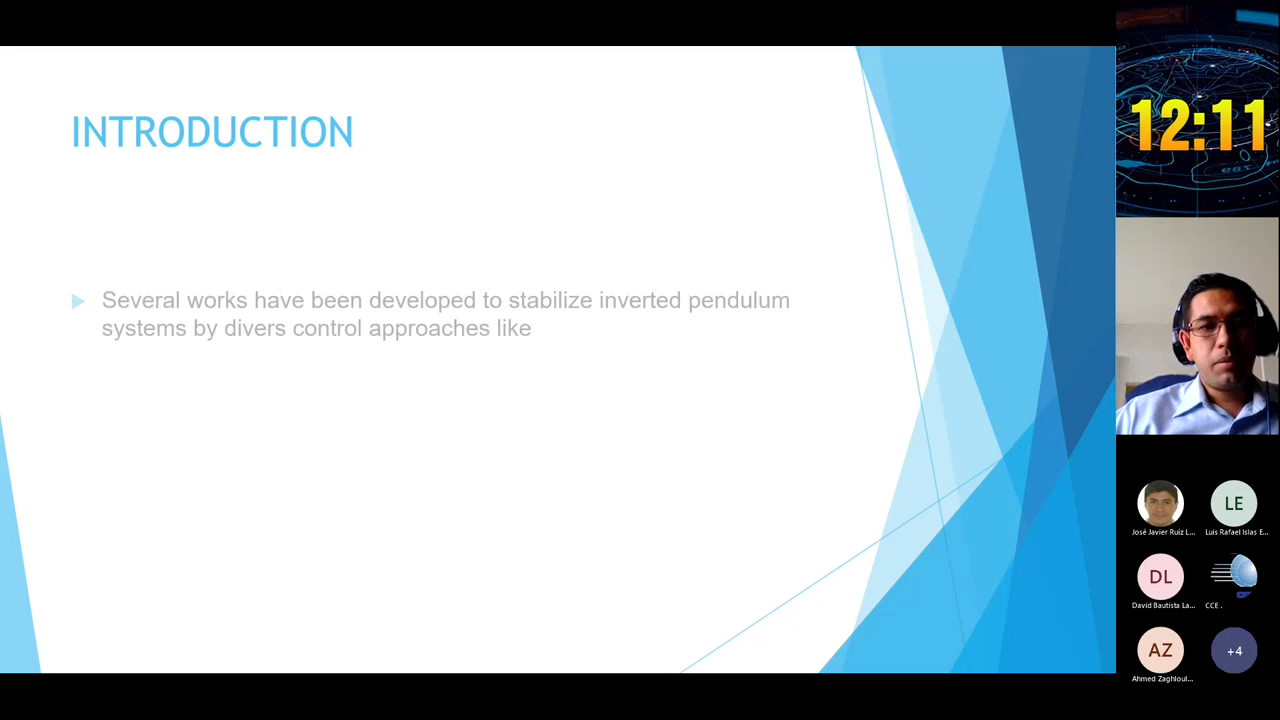 INTRODUCTION
Several works have been developed to stabilize inverted pendulum
systems by divers control approaches like
12:11
José Javier Ruíz L...
LE
Luis Rafael Islas E...
DL
David Bautista La...
CCE .
AZ
Ahmed Zaghloul...
+4